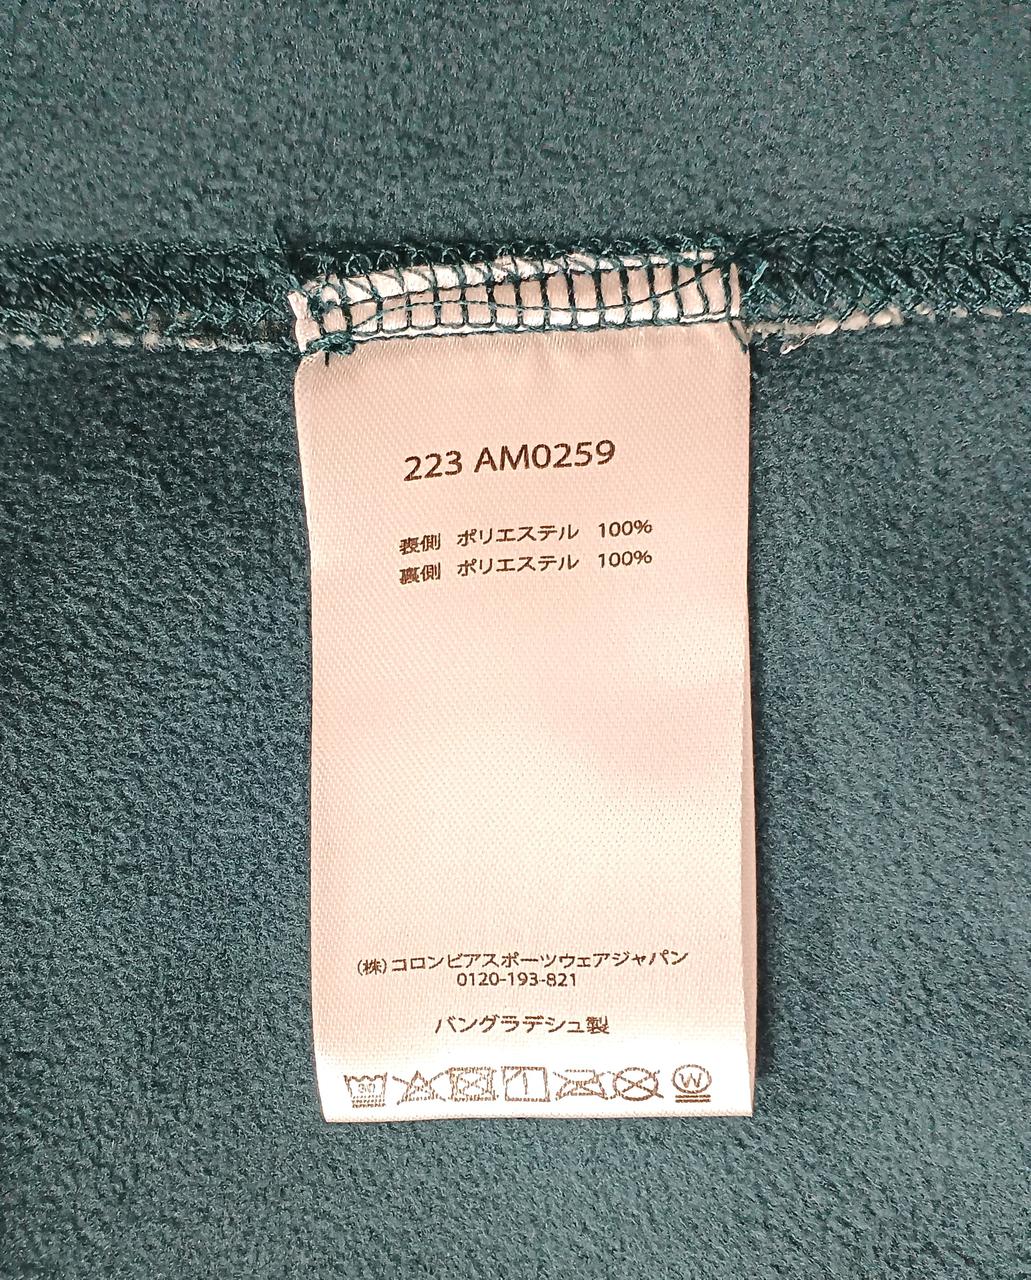 223 AM0259
表側 ポリエステル 100%
裏側 ポリエステル 100%
(株)コロンビアスポーツウェアジャパン
0120-193-821
バングラデシュ製
30
W